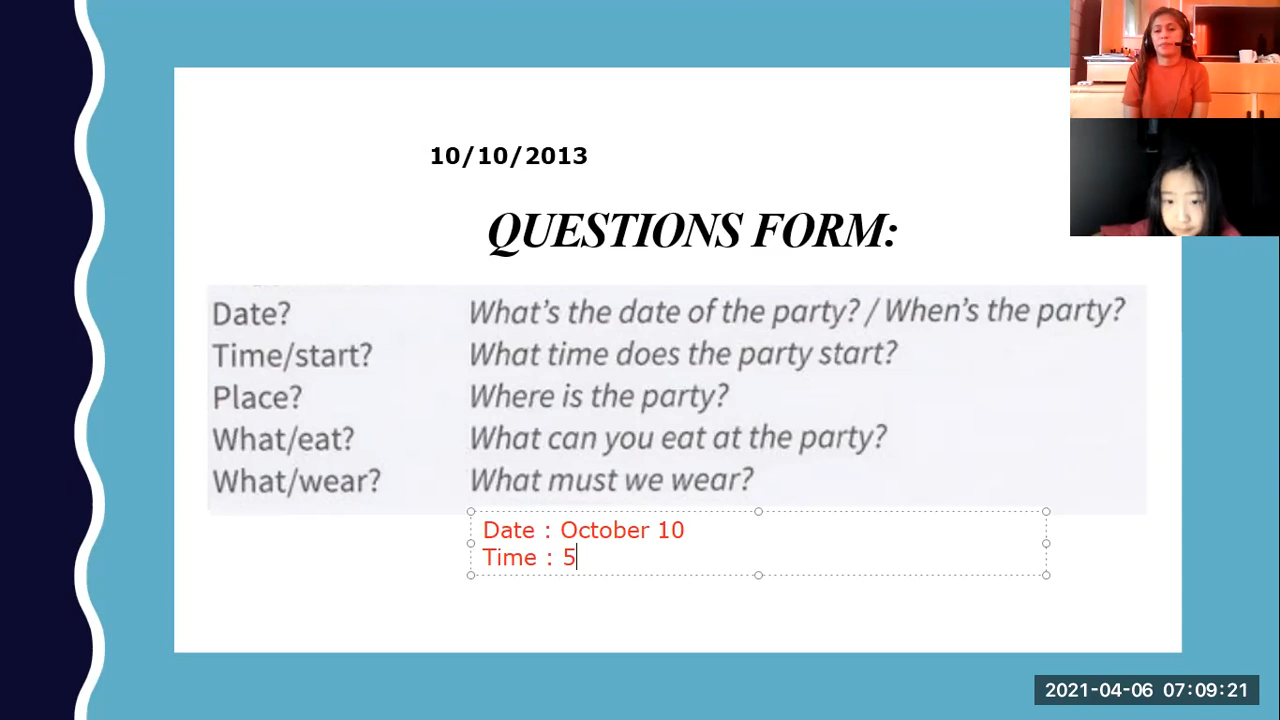 10/10/2013
QUESTIONS FORM:
Date? What's the date of the party? / When's the party?
Time/start? What time does the party start?
Place? Where is the party?
What/eat? What can you eat at the party?
What/wear? What must we wear?
Date : October 10
Time : 5
2021-04-06 07:09:21